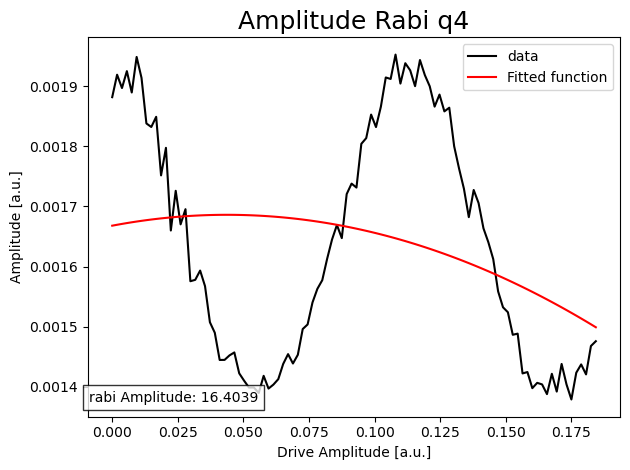 Amplitude Rabi q4
data
Fitted function
Amplitude [a.u.]
0.0019
0.0018
0.0017
0.0016
0.0015
0.0014
rabi Amplitude: 16.4039
0.000
0.025
0.050
0.075
0.100
0.125
0.150
0.175
Drive Amplitude [a.u.]